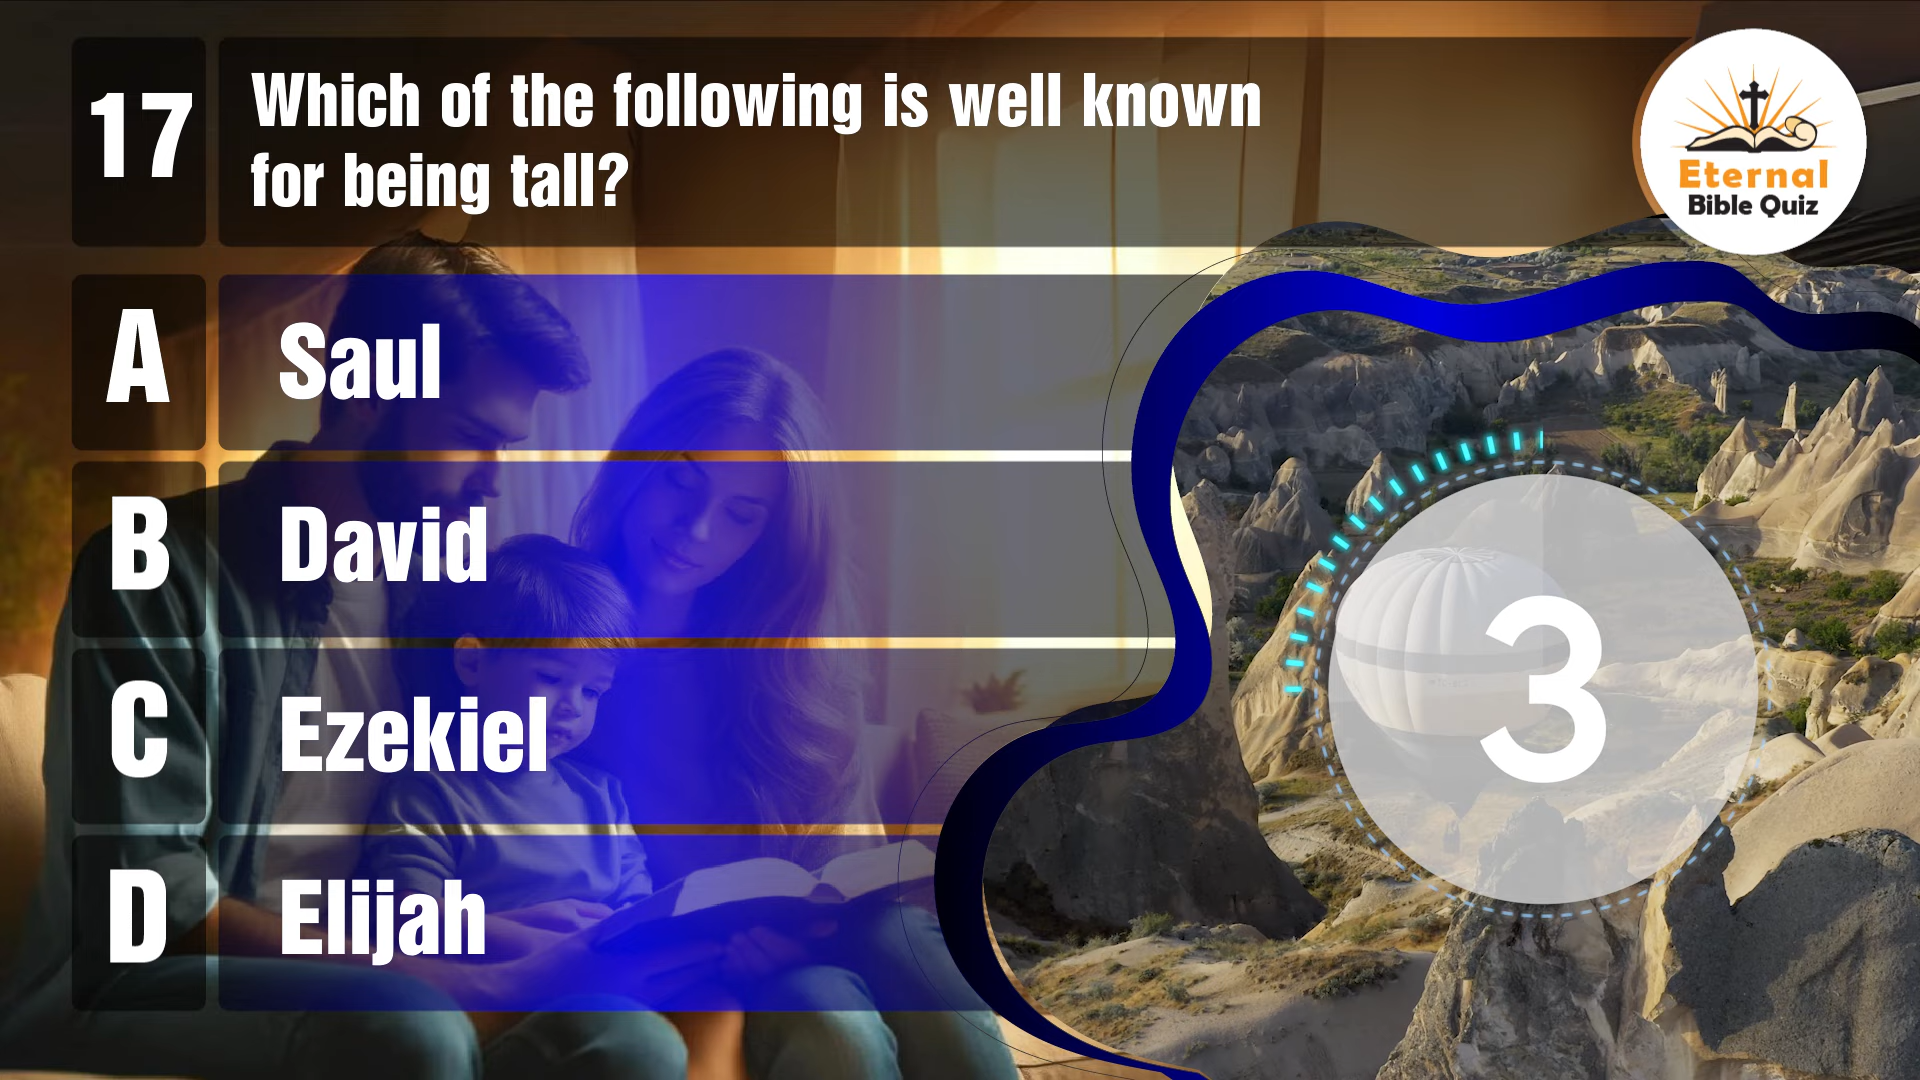 17
Which of the following is well known
for being tall?
Eternal
Bible Quiz
A
Saul
B
David
C
Ezekiel
D
Elijah
3